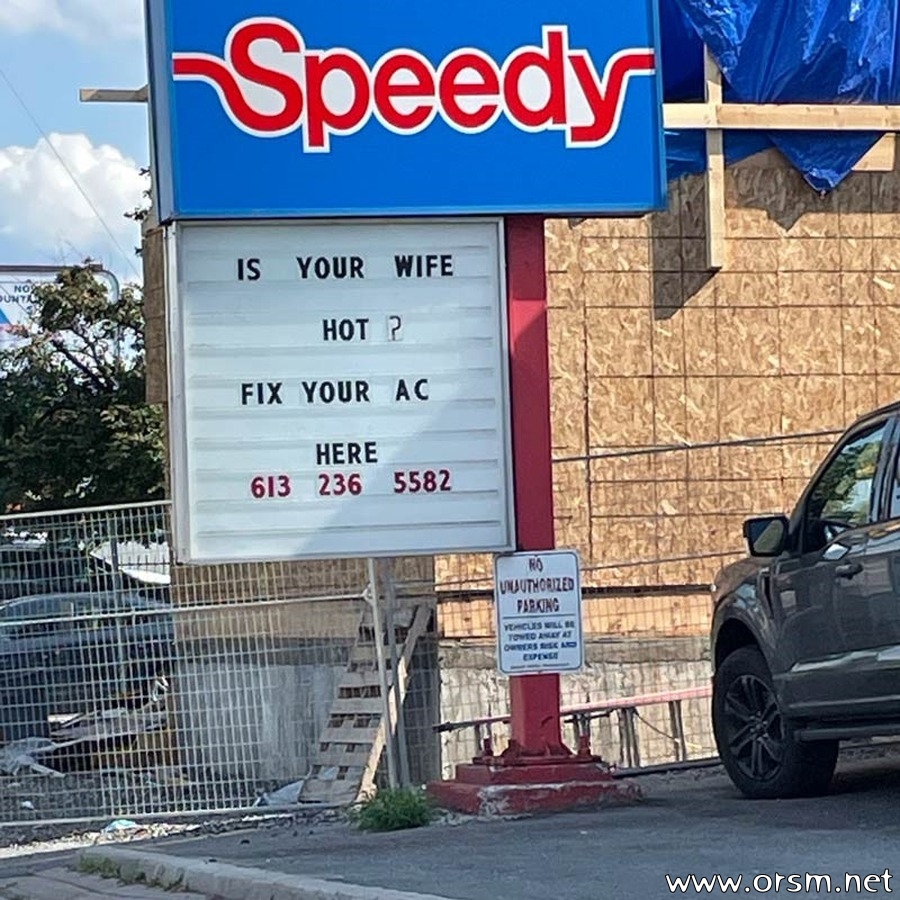 Speedy
IS YOUR WIFE
HOT ?
FIX YOUR AC
HERE
613 236 5582
NO
UNAUTHORIZED
PARKING
VEHICLES WILL BE
TOWED AWAY AT
OWNERS RISK AND
EXPENSE
www.orsm.net